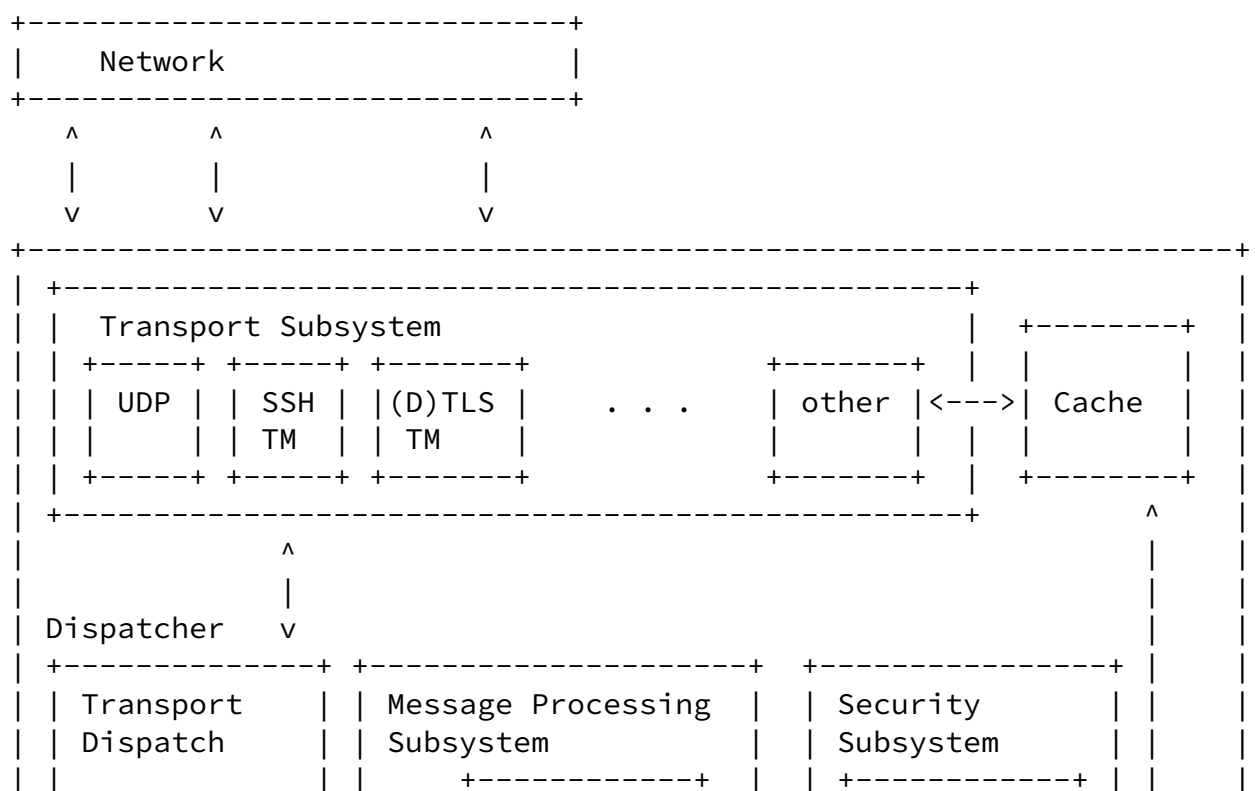 Network
Transport Subsystem
UDP SSH (D)TLS . . . other <---> Cache
TM TM
Dispatcher
Transport Message Processing Security
Dispatch Subsystem Subsystem